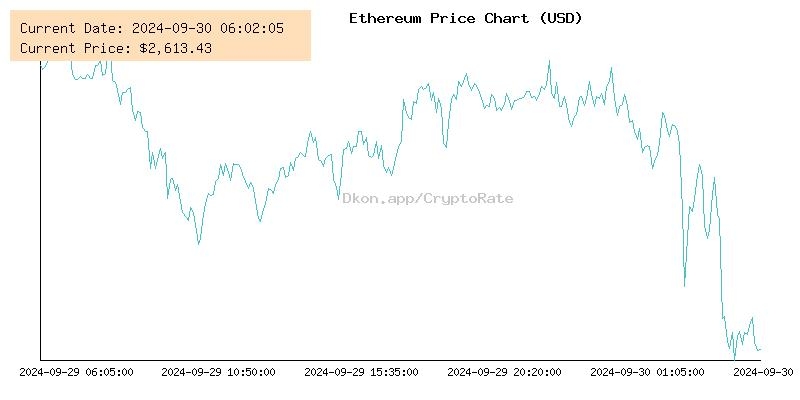 Ethereum Price Chart (USD)
Current Date: 2024-09-30 06:02:05
Current Price: $2,613.43
Dkon.app/CryptoRate
2024-09-29 06:05:00 2024-09-29 10:50:00 2024-09-29 15:35:00 2024-09-29 20:20:00 2024-09-30 01:05:00 2024-09-30